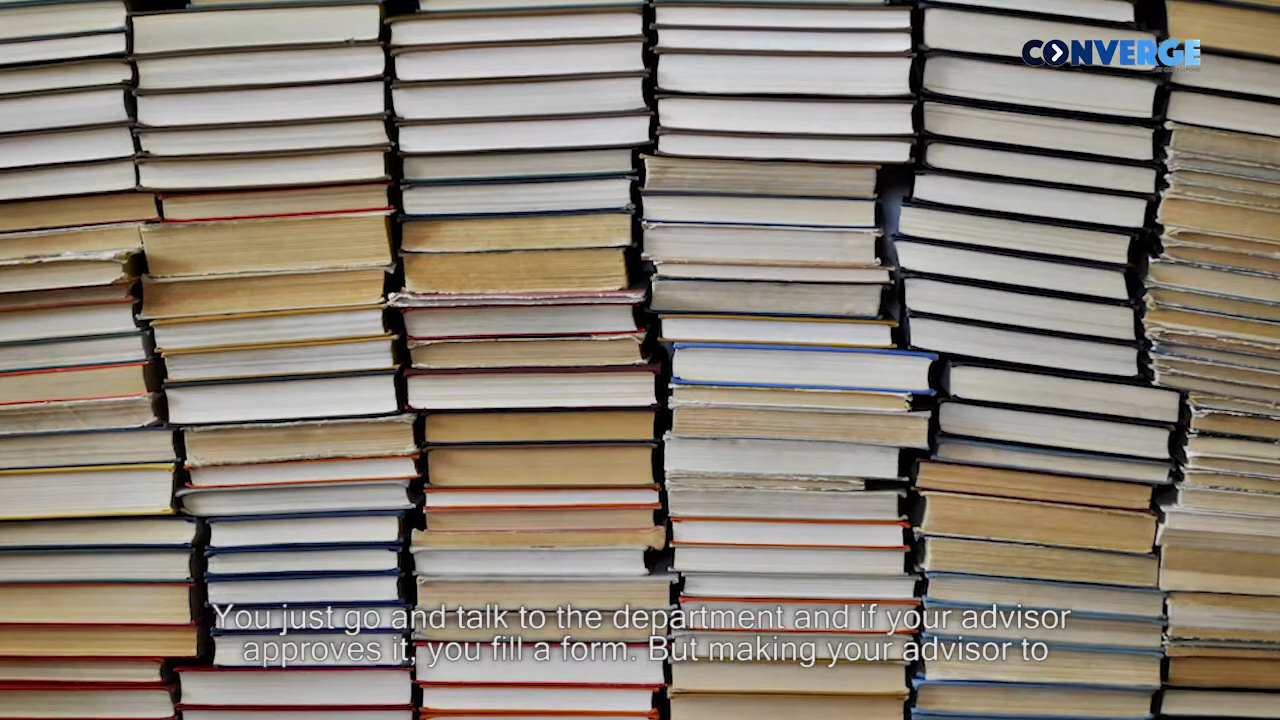 CONVERGE
You just go and talk to the department and if your advisor
approves it, you fill a form. But making your advisor to